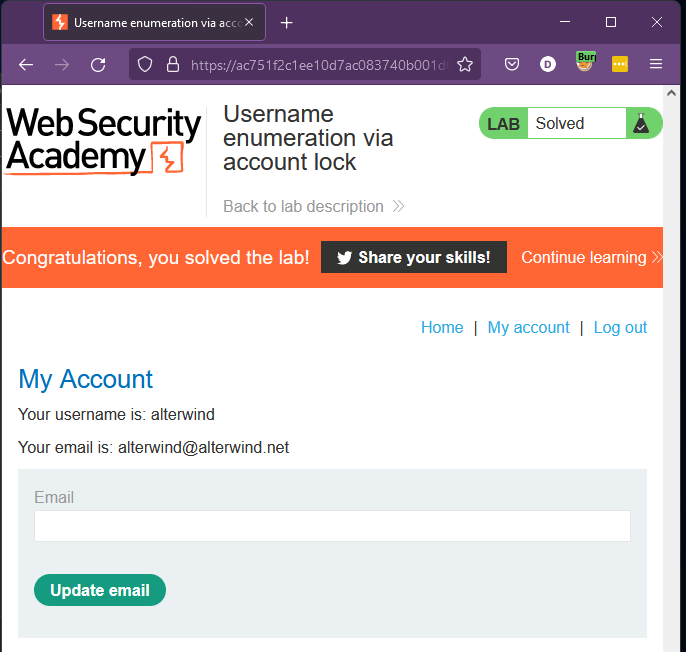 Username enumeration via acco
https://ac751f2c1ee10d7ac083740b001d
Burp
Web Security
Academy
Username
enumeration via
account lock
Back to lab description
LAB Solved
Congratulations, you solved the lab!
Share your skills!
Continue learning
Home | My account | Log out
My Account
Your username is: alterwind
Your email is: alterwind@alterwind.net
Email
Update email